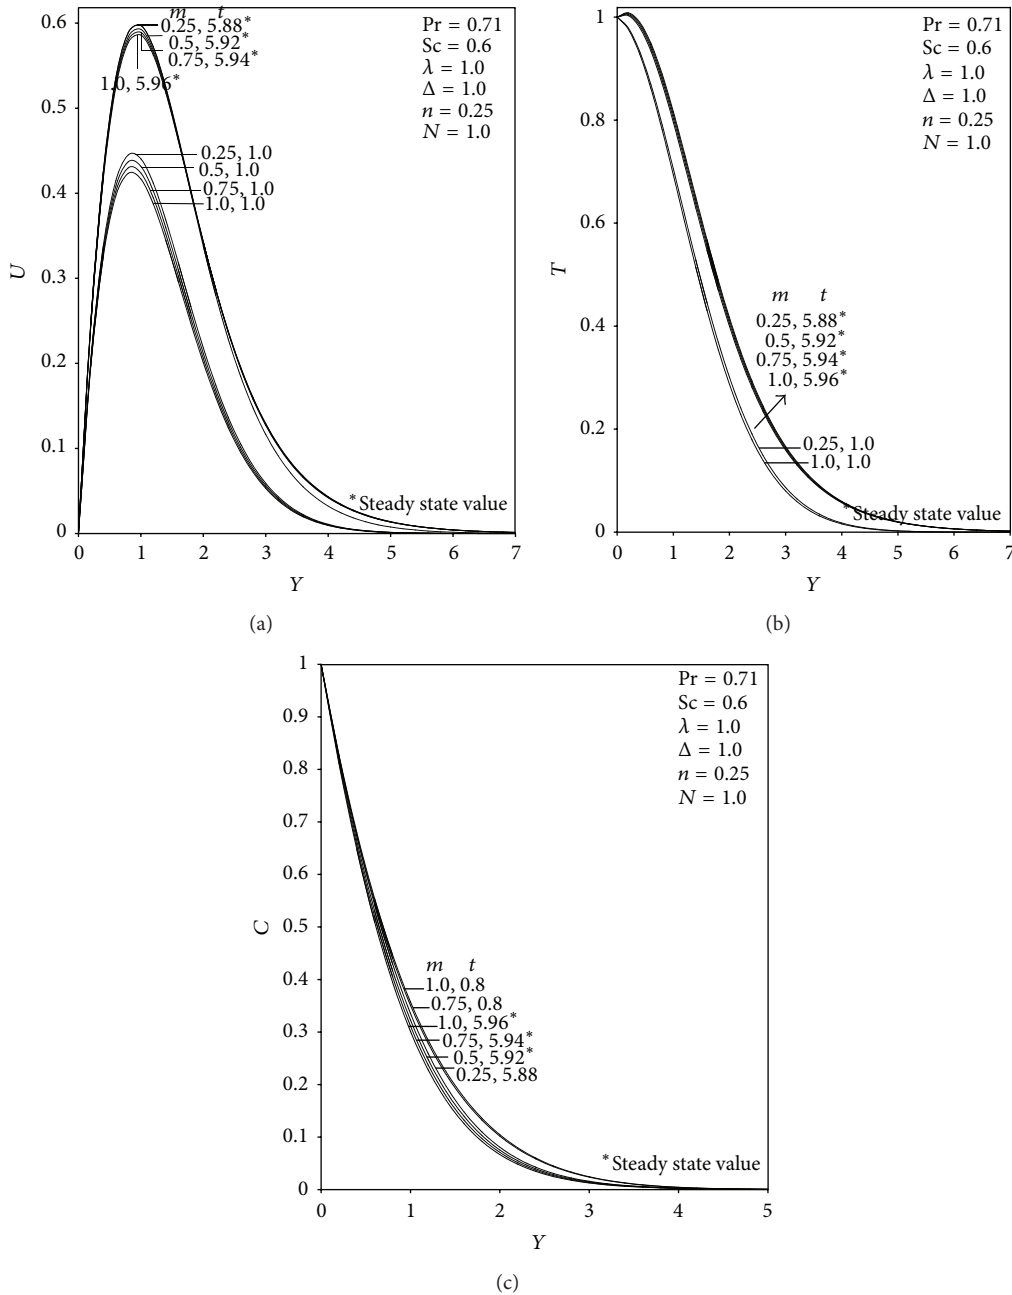 m t
0.25, 5.88*
0.5, 5.92*
0.75, 5.94*
1.0, 5.96*
0.25, 1.0
0.5, 1.0
0.75, 1.0
1.0, 1.0
Pr = 0.71
Sc = 0.6
λ = 1.0
Δ = 1.0
n = 0.25
N = 1.0
*Steady state value
0.6
0.5
0.4
0.3
0.2
0.1
0
U
0 1 2 3 4 5 6 7
Y
(a)
Pr = 0.71
Sc = 0.6
λ = 1.0
Δ = 1.0
n = 0.25
N = 1.0
m t
0.25, 5.88*
0.5, 5.92*
0.75, 5.94*
1.0, 5.96*
0.25, 1.0
1.0, 1.0
*Steady state value
1
0.8
0.6
0.4
0.2
0
T
0 1 2 3 4 5 6 7
Y
(b)
Pr = 0.71
Sc = 0.6
λ = 1.0
Δ = 1.0
n = 0.25
N = 1.0
m t
1.0, 0.8
0.75, 0.8
1.0, 5.96*
0.75, 5.94*
0.5, 5.92*
0.25, 5.88
*Steady state value
1
0.9
0.8
0.7
0.6
0.5
0.4
0.3
0.2
0.1
0
C
0 1 2 3 4 5
Y
(c)